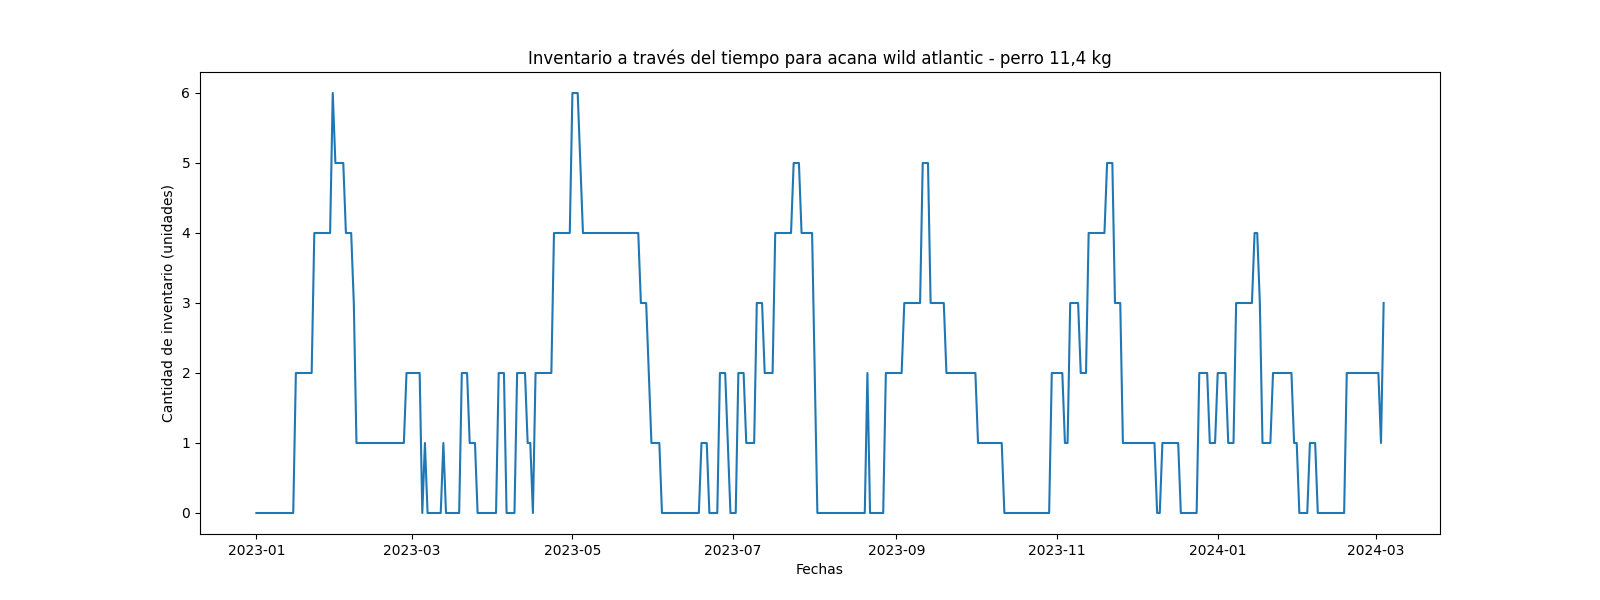 Inventario a través del tiempo para acana wild atlantic - perro 11,4 kg
Cantidad de inventario (unidades)
6
5
4
3
2
1
0
2023-01 2023-03 2023-05 2023-07 2023-09 2023-11 2024-01 2024-03
Fechas